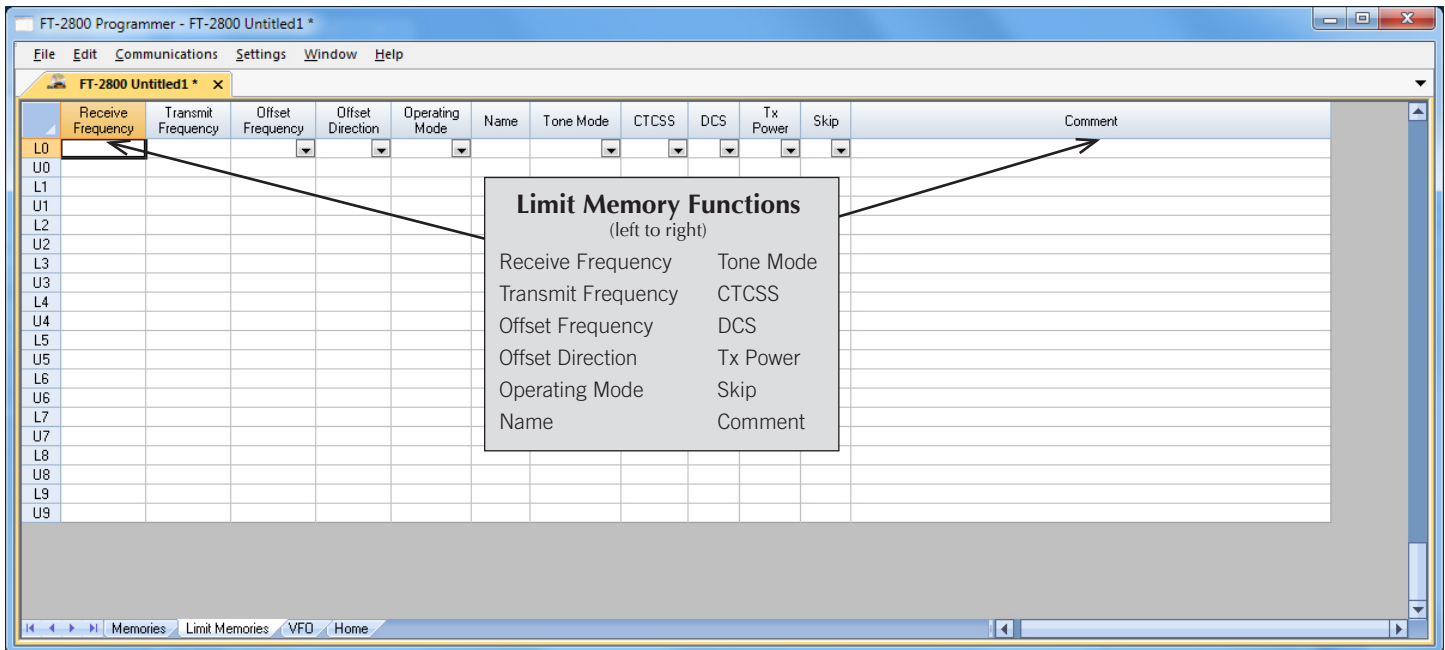 FT-2800 Programmer - FT-2800 Untitled1 *
File Edit Communications Settings Window Help
FT-2800 Untitled1 * X
Receive Frequency Transmit Frequency Offset Frequency Offset Direction Operating Mode Name Tone Mode CTCSS DCS Tx Power Skip Comment
L0
U0
L1
U1
L2
U2
L3
U3
L4
U4
L5
U5
L6
U6
L7
U7
L8
U8
L9
U9
Limit Memory Functions
(left to right)
Receive Frequency Tone Mode
Transmit Frequency CTCSS
Offset Frequency DCS
Offset Direction Tx Power
Operating Mode Skip
Name Comment
Memories Limit Memories VFO Home